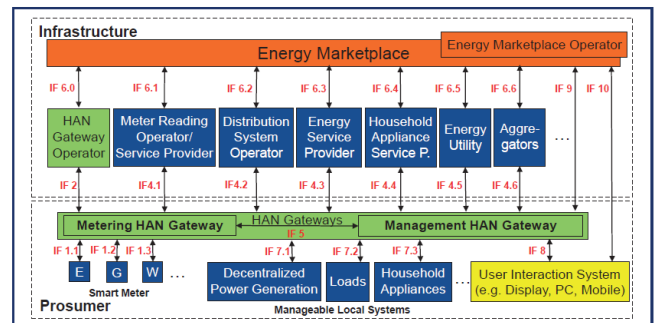 Infrastructure
Energy Marketplace Operator
Energy Marketplace
IF 6.0
IF 6.1
IF 6.2
IF 6.3
IF 6.4
IF 6.5
IF 6.6
IF 9
IF 10
HAN
Gateway
Operator
Meter Reading
Operator/
Service Provider
Distribution
System
Operator
Energy
Service
Provider
Household
Appliance
Service P.
Energy
Utility
Aggre-
gators
...
IF 2
IF4.1
IF4.2
IF 4.3
IF 4.4
IF 4.5
IF 4.6
Metering HAN Gateway
HAN Gateways
IF 5
Management HAN Gateway
IF 1.1
IF 1.2
IF 1.3
IF 7.1
IF 7.2
IF 7.3
IF 8
E
G
W
...
Smart Meter
Decentralized
Power Generation
Loads
Household
Appliances
...
User Interaction System
(e.g. Display, PC, Mobile)
Manageable Local Systems
Prosumer